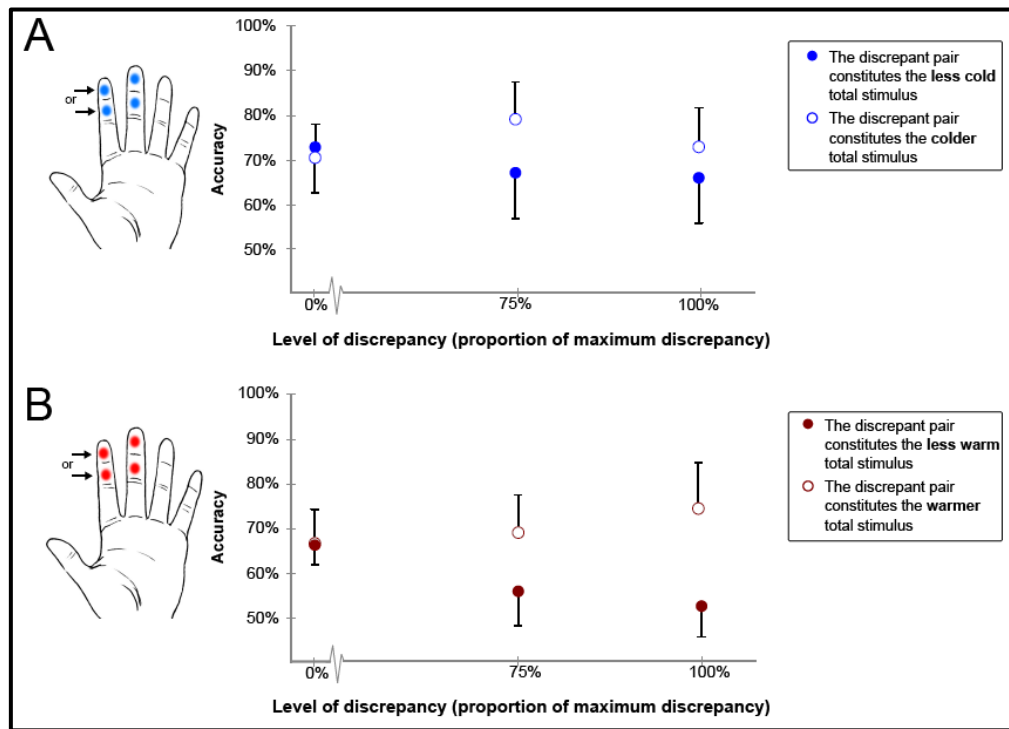 A
or
100%
90%
80%
70%
60%
50%
Accuracy
0%
75%
100%
Level of discrepancy (proportion of maximum discrepancy)
The discrepant pair
constitutes the less cold
total stimulus
The discrepant pair
constitutes the colder
total stimulus
B
or
100%
90%
80%
70%
60%
50%
Accuracy
0%
75%
100%
Level of discrepancy (proportion of maximum discrepancy)
The discrepant pair
constitutes the less warm
total stimulus
The discrepant pair
constitutes the warmer
total stimulus